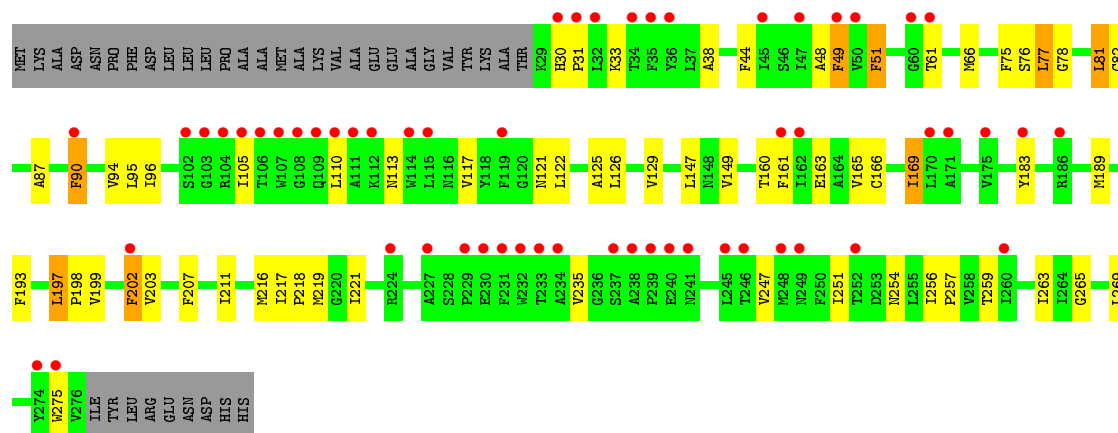 MET LYS ALA ALA ASP ASN PRO PHE ASP LEU LEU LEU PRO ALA ALA MET ALA LYS VAL ALA GLU GLU ALA GLY VAL TYR LYS ALA THR K29 H30 P31 L32 K33 T34 F35 Y36 L37 A38 F44 I45 S46 I47 A48 F49 V50 F51 G60 T61 M66 F75 S76 L77 G78 L81 G82
A87 F90 V94 L95 I96 S102 G103 R104 I105 T106 W107 G108 Q109 L110 A111 K112 N113 W114 L115 N116 V117 Y118 F119 G120 N121 L122 A125 L126 V129 L147 N148 V149 T160 F161 I162 E163 A164 V165 C166 I169 L170 A171 V175 Y183 R186 M189
F193 L197 P198 V199 F202 V203 F207 I211 M216 I217 P218 M219 G220 I221 R224 A227 S228 P229 E230 F231 W232 T233 A234 V235 G236 S237 A238 P239 E240 N241 L245 T246 V247 M248 N249 F250 I251 T252 D253 N254 L255 I256 P257 V258 T259 I260 I263 I264 G265 L269
Y274 W275 V276 ILE TYR LEU ARG GLU ASN ASP HIS HIS